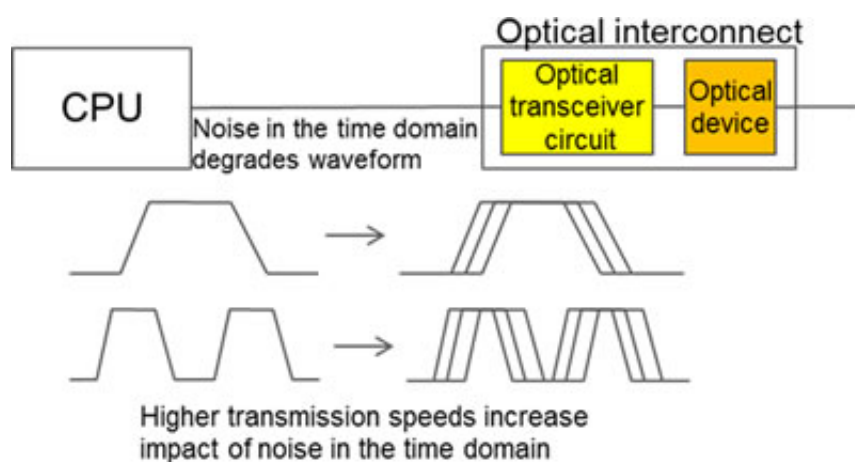 Optical interconnect
CPU
Optical
transceiver
circuit
Optical
device
Noise in the time domain
degrades waveform
Higher transmission speeds increase
impact of noise in the time domain